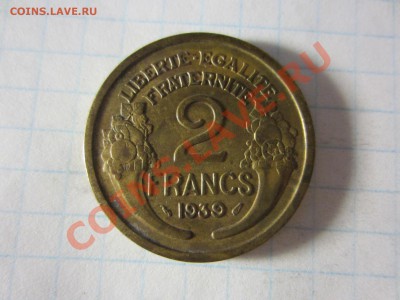 COINS.LAVE.RU
LIBERTE·EGALITE
FRATERNITE
2
FRANCS
1939
COINS.LAVE.RU